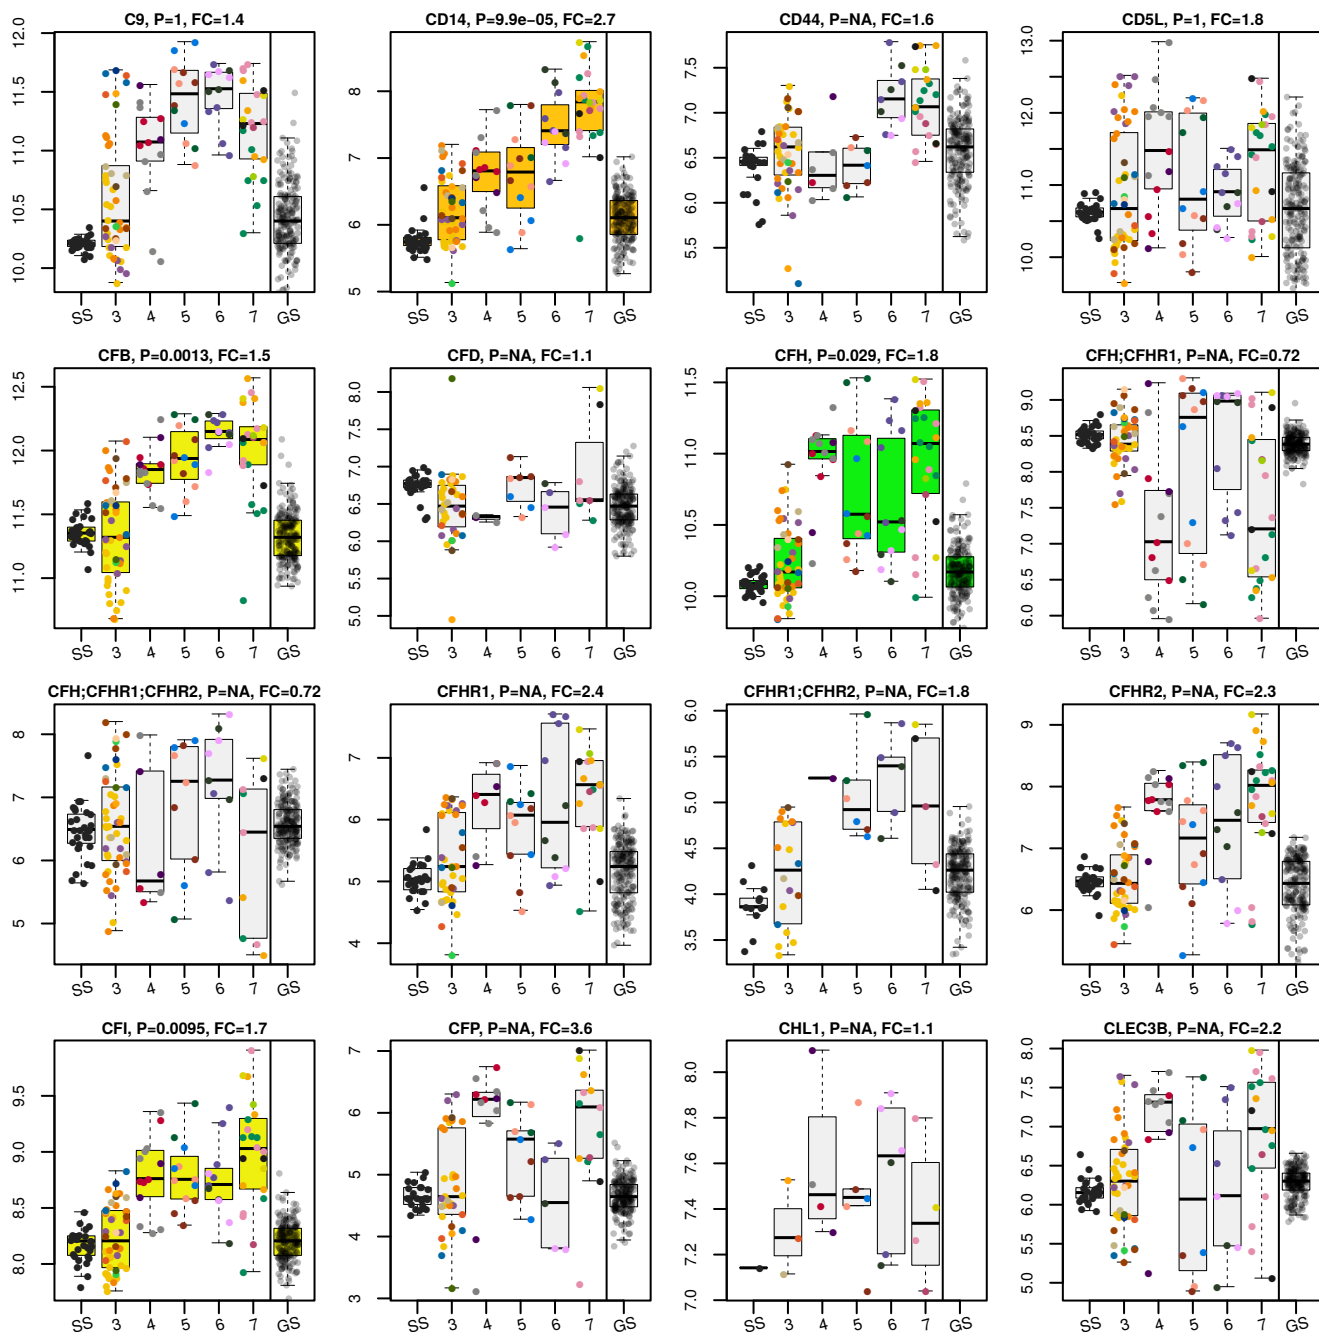 C9, P=1, FC=1.4
10.0 10.5 11.0 11.5 12.0
SS 3 4 5 6 7 GS
CD14, P=9.9e-05, FC=2.7
5 6 7 8
SS 3 4 5 6 7 GS
CD44, P=NA, FC=1.6
5.5 6.0 6.5 7.0 7.5
SS 3 4 5 6 7 GS
CD5L, P=1, FC=1.8
10.0 11.0 12.0 13.0
SS 3 4 5 6 7 GS
CFB, P=0.0013, FC=1.5
11.0 11.5 12.0 12.5
SS 3 4 5 6 7 GS
CFD, P=NA, FC=1.1
5.0 5.5 6.0 6.5 7.0 7.5 8.0
SS 3 4 5 6 7 GS
CFH, P=0.029, FC=1.8
10.0 10.5 11.0 11.5
SS 3 4 5 6 7 GS
CFH;CFHR1, P=NA, FC=0.72
6.0 6.5 7.0 7.5 8.0 8.5 9.0
SS 3 4 5 6 7 GS
CFH;CFHR1;CFHR2, P=NA, FC=0.72
5 6 7 8
SS 3 4 5 6 7 GS
CFHR1, P=NA, FC=2.4
4 5 6 7
SS 3 4 5 6 7 GS
CFHR1;CFHR2, P=NA, FC=1.8
3.5 4.0 4.5 5.0 5.5 6.0
SS 3 4 5 6 7 GS
CFHR2, P=NA, FC=2.3
6 7 8 9
SS 3 4 5 6 7 GS
CFI, P=0.0095, FC=1.7
8.0 8.5 9.0 9.5
SS 3 4 5 6 7 GS
CFP, P=NA, FC=3.6
3 4 5 6 7
SS 3 4 5 6 7 GS
CHL1, P=NA, FC=1.1
7.0 7.2 7.4 7.6 7.8 8.0
SS 3 4 5 6 7 GS
CLEC3B, P=NA, FC=2.2
5.0 5.5 6.0 6.5 7.0 7.5 8.0
SS 3 4 5 6 7 GS